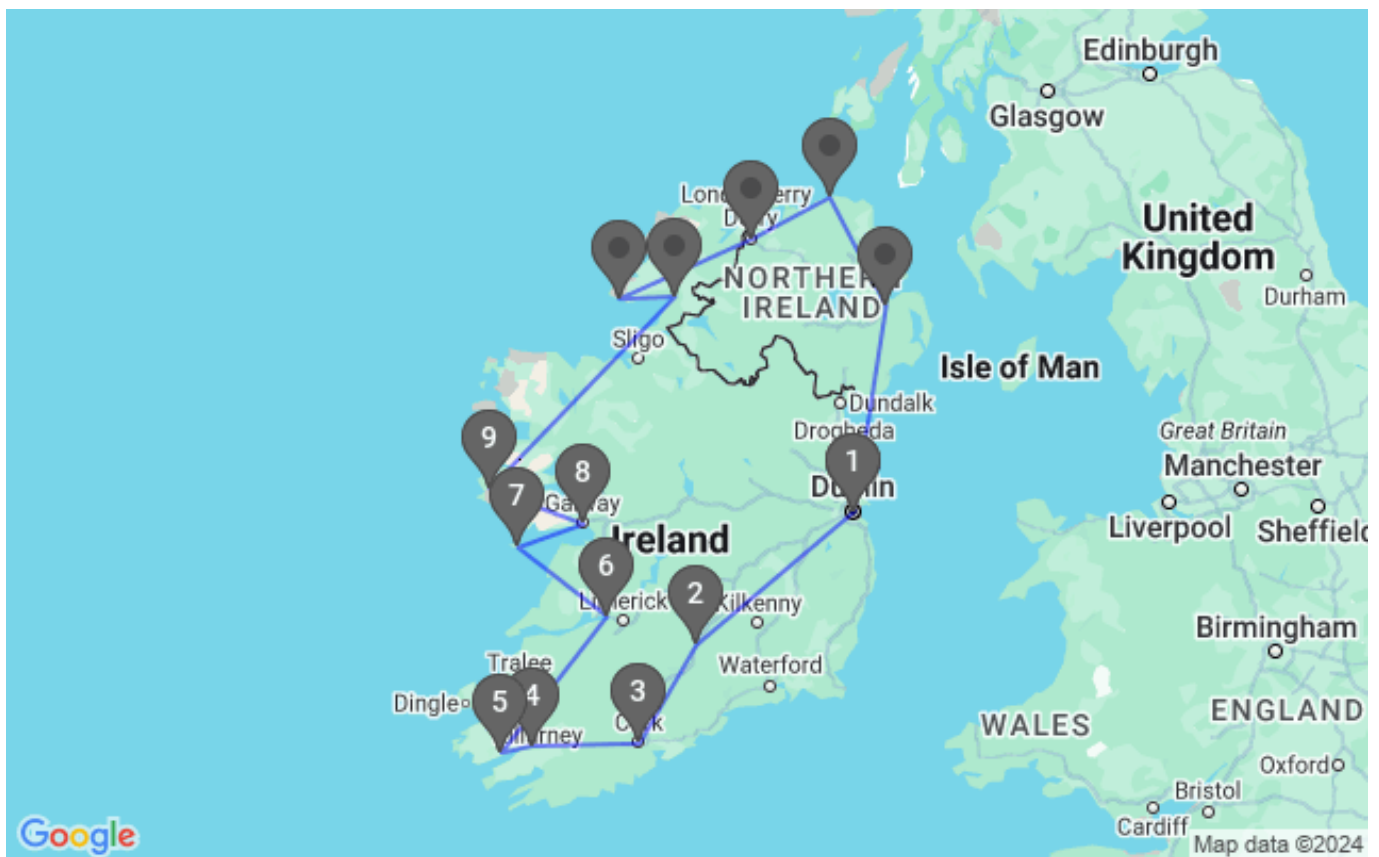 Edinburgh
Glasgow
Londonderry
Derry
United
Kingdom
NORTHERN
IRELAND
Durham
Sligo
Isle of Man
Dundalk
Drogheda
Great Britain
9
1
Manchester
8
Dublin
7
Galway
Liverpool
Sheffield
Ireland
6
2
Limerick
Kilkenny
Birmingham
Tralee
Waterford
Dingle
5
4
3
ENGLAND
WALES
Killarney
Cork
Oxford
Bristol
Cardiff
Google
Map data ©2024